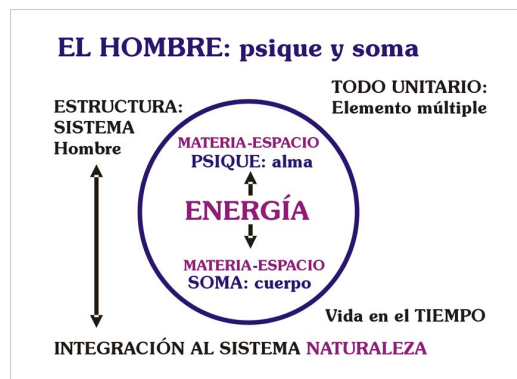 EL HOMBRE: psique y soma
TODO UNITARIO:
Elemento múltiple
ESTRUCTURA:
SISTEMA
Hombre
MATERIA-ESPACIO
PSIQUE: alma
ENERGÍA
MATERIA-ESPACIO
SOMA: cuerpo
Vida en el TIEMPO
INTEGRACIÓN AL SISTEMA NATURALEZA